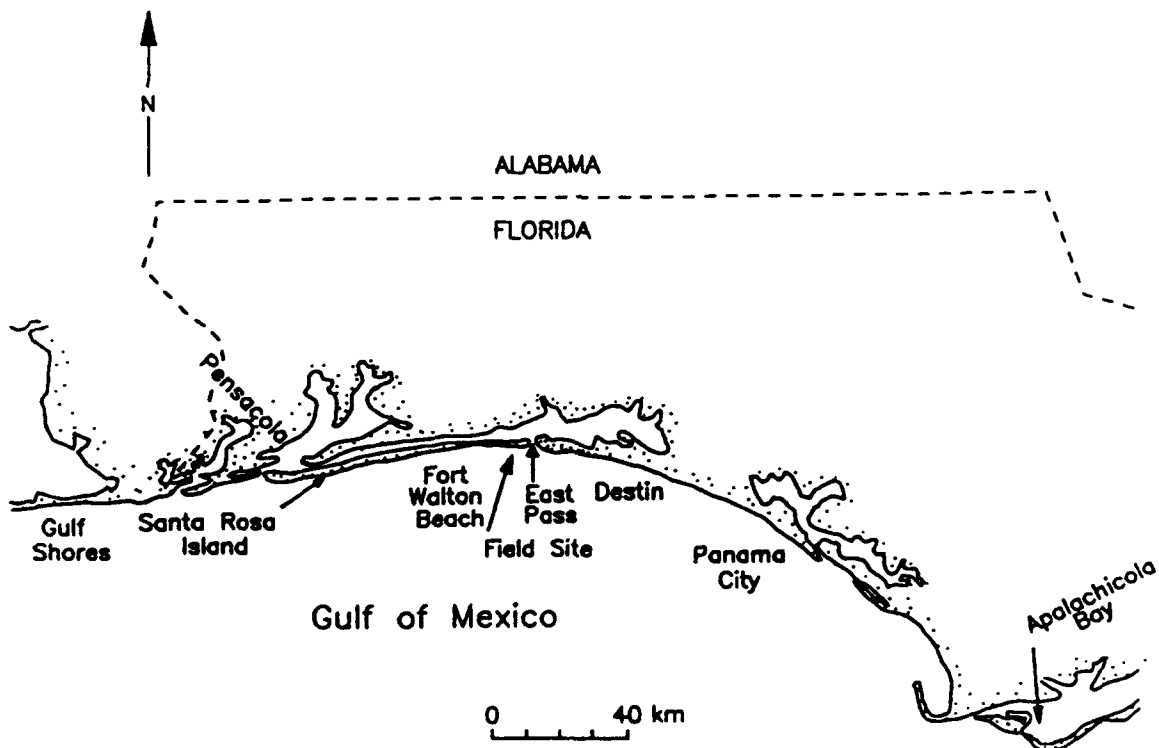 N
ALABAMA
FLORIDA
Pensacola
Gulf
Shores
Santa Rosa
Island
Fort
Walton
Beach
East
Pass
Destin
Field Site
Panama
City
Apalachicola
Bay
Gulf of Mexico
0 40 km